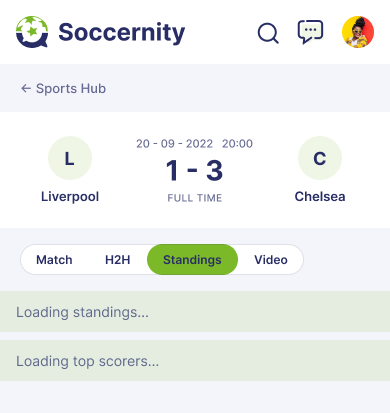 Soccernity
← Sports Hub
20 - 09 - 2022 20:00
L
1 - 3
C
Liverpool
FULL TIME
Chelsea
Match H2H Standings Video
Loading standings...
Loading top scorers...